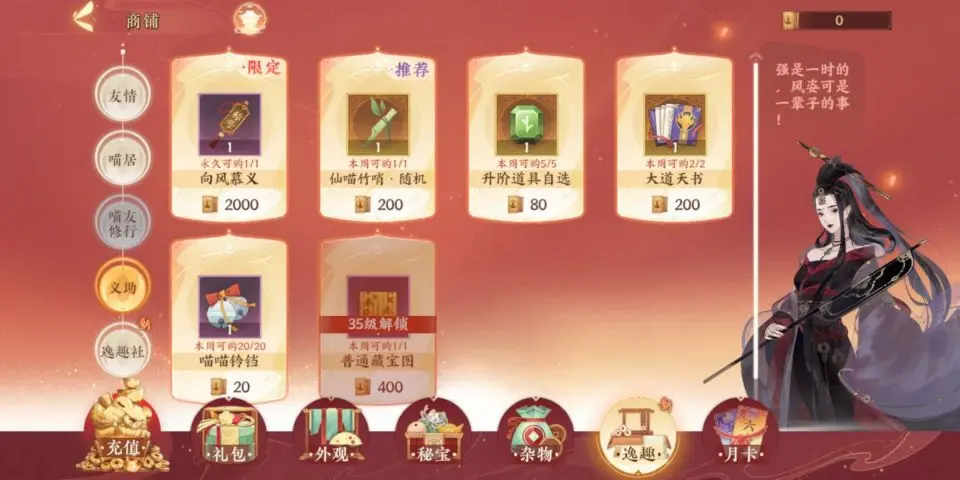 商铺
0
友情
喵居
喵友
修行
义助
逸趣社
·限定
1
永久可购1/1
向风慕义
2000
·推荐
1
本周可购1/1
仙喵竹哨·随机
200
1
本周可购5/5
升阶道具自选
80
1
本周可购2/2
大道天书
200
1
本周可购20/20
喵喵铃铛
20
35级解锁
本周可购1/1
普通藏宝图
400
强是一时的
，风姿可是
一辈子的事
！
·充值·
·礼包·
·外观·
·秘宝·
·杂物·
·逸趣·
·月卡·